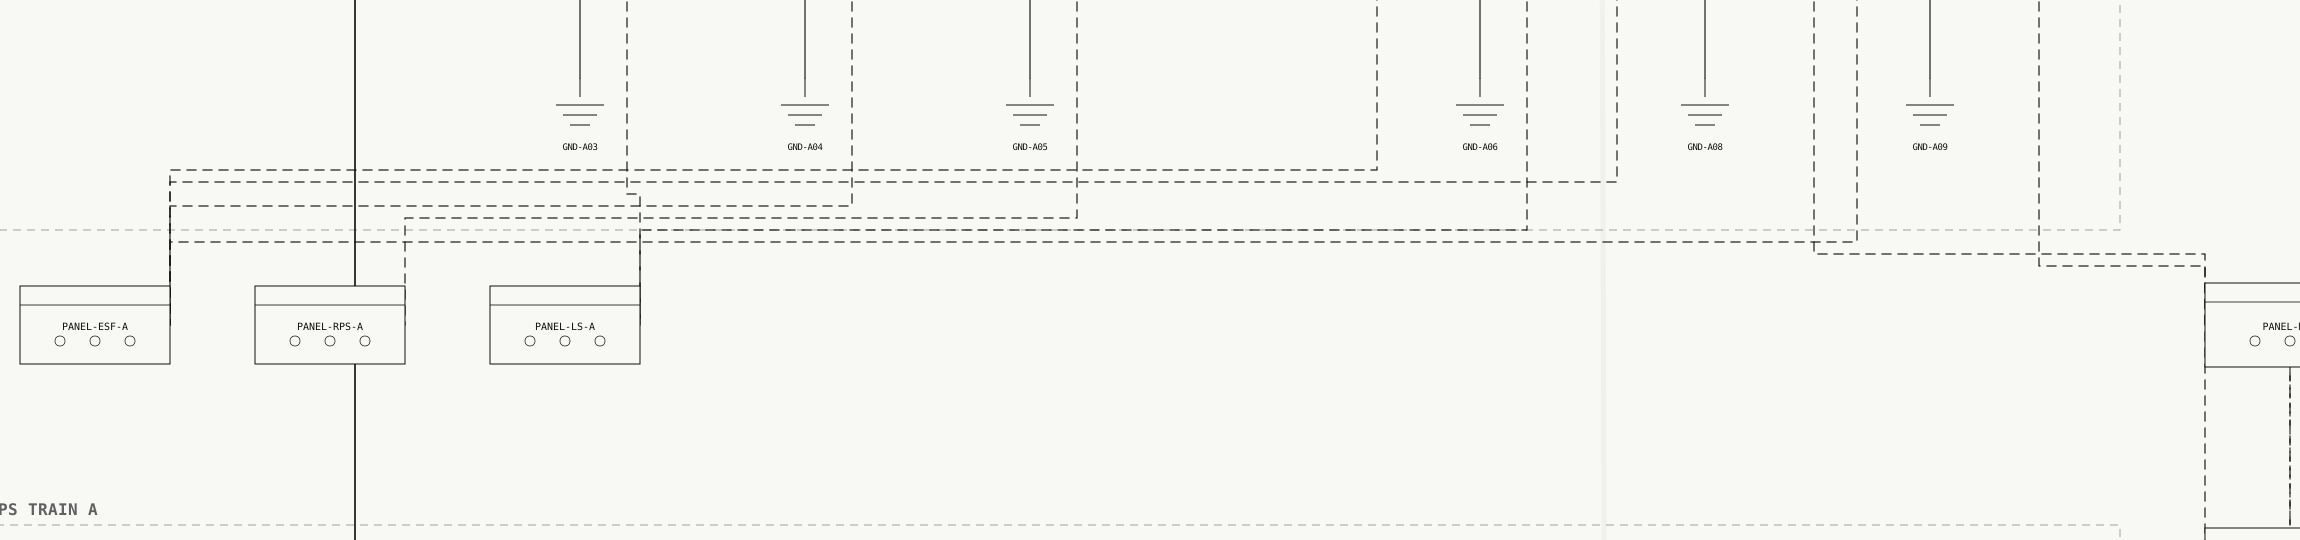 GND-A03 GND-A04 GND-A05 GND-A06 GND-A08 GND-A09
PANEL-ESF-A PANEL-RPS-A PANEL-LS-A
TRAIN A